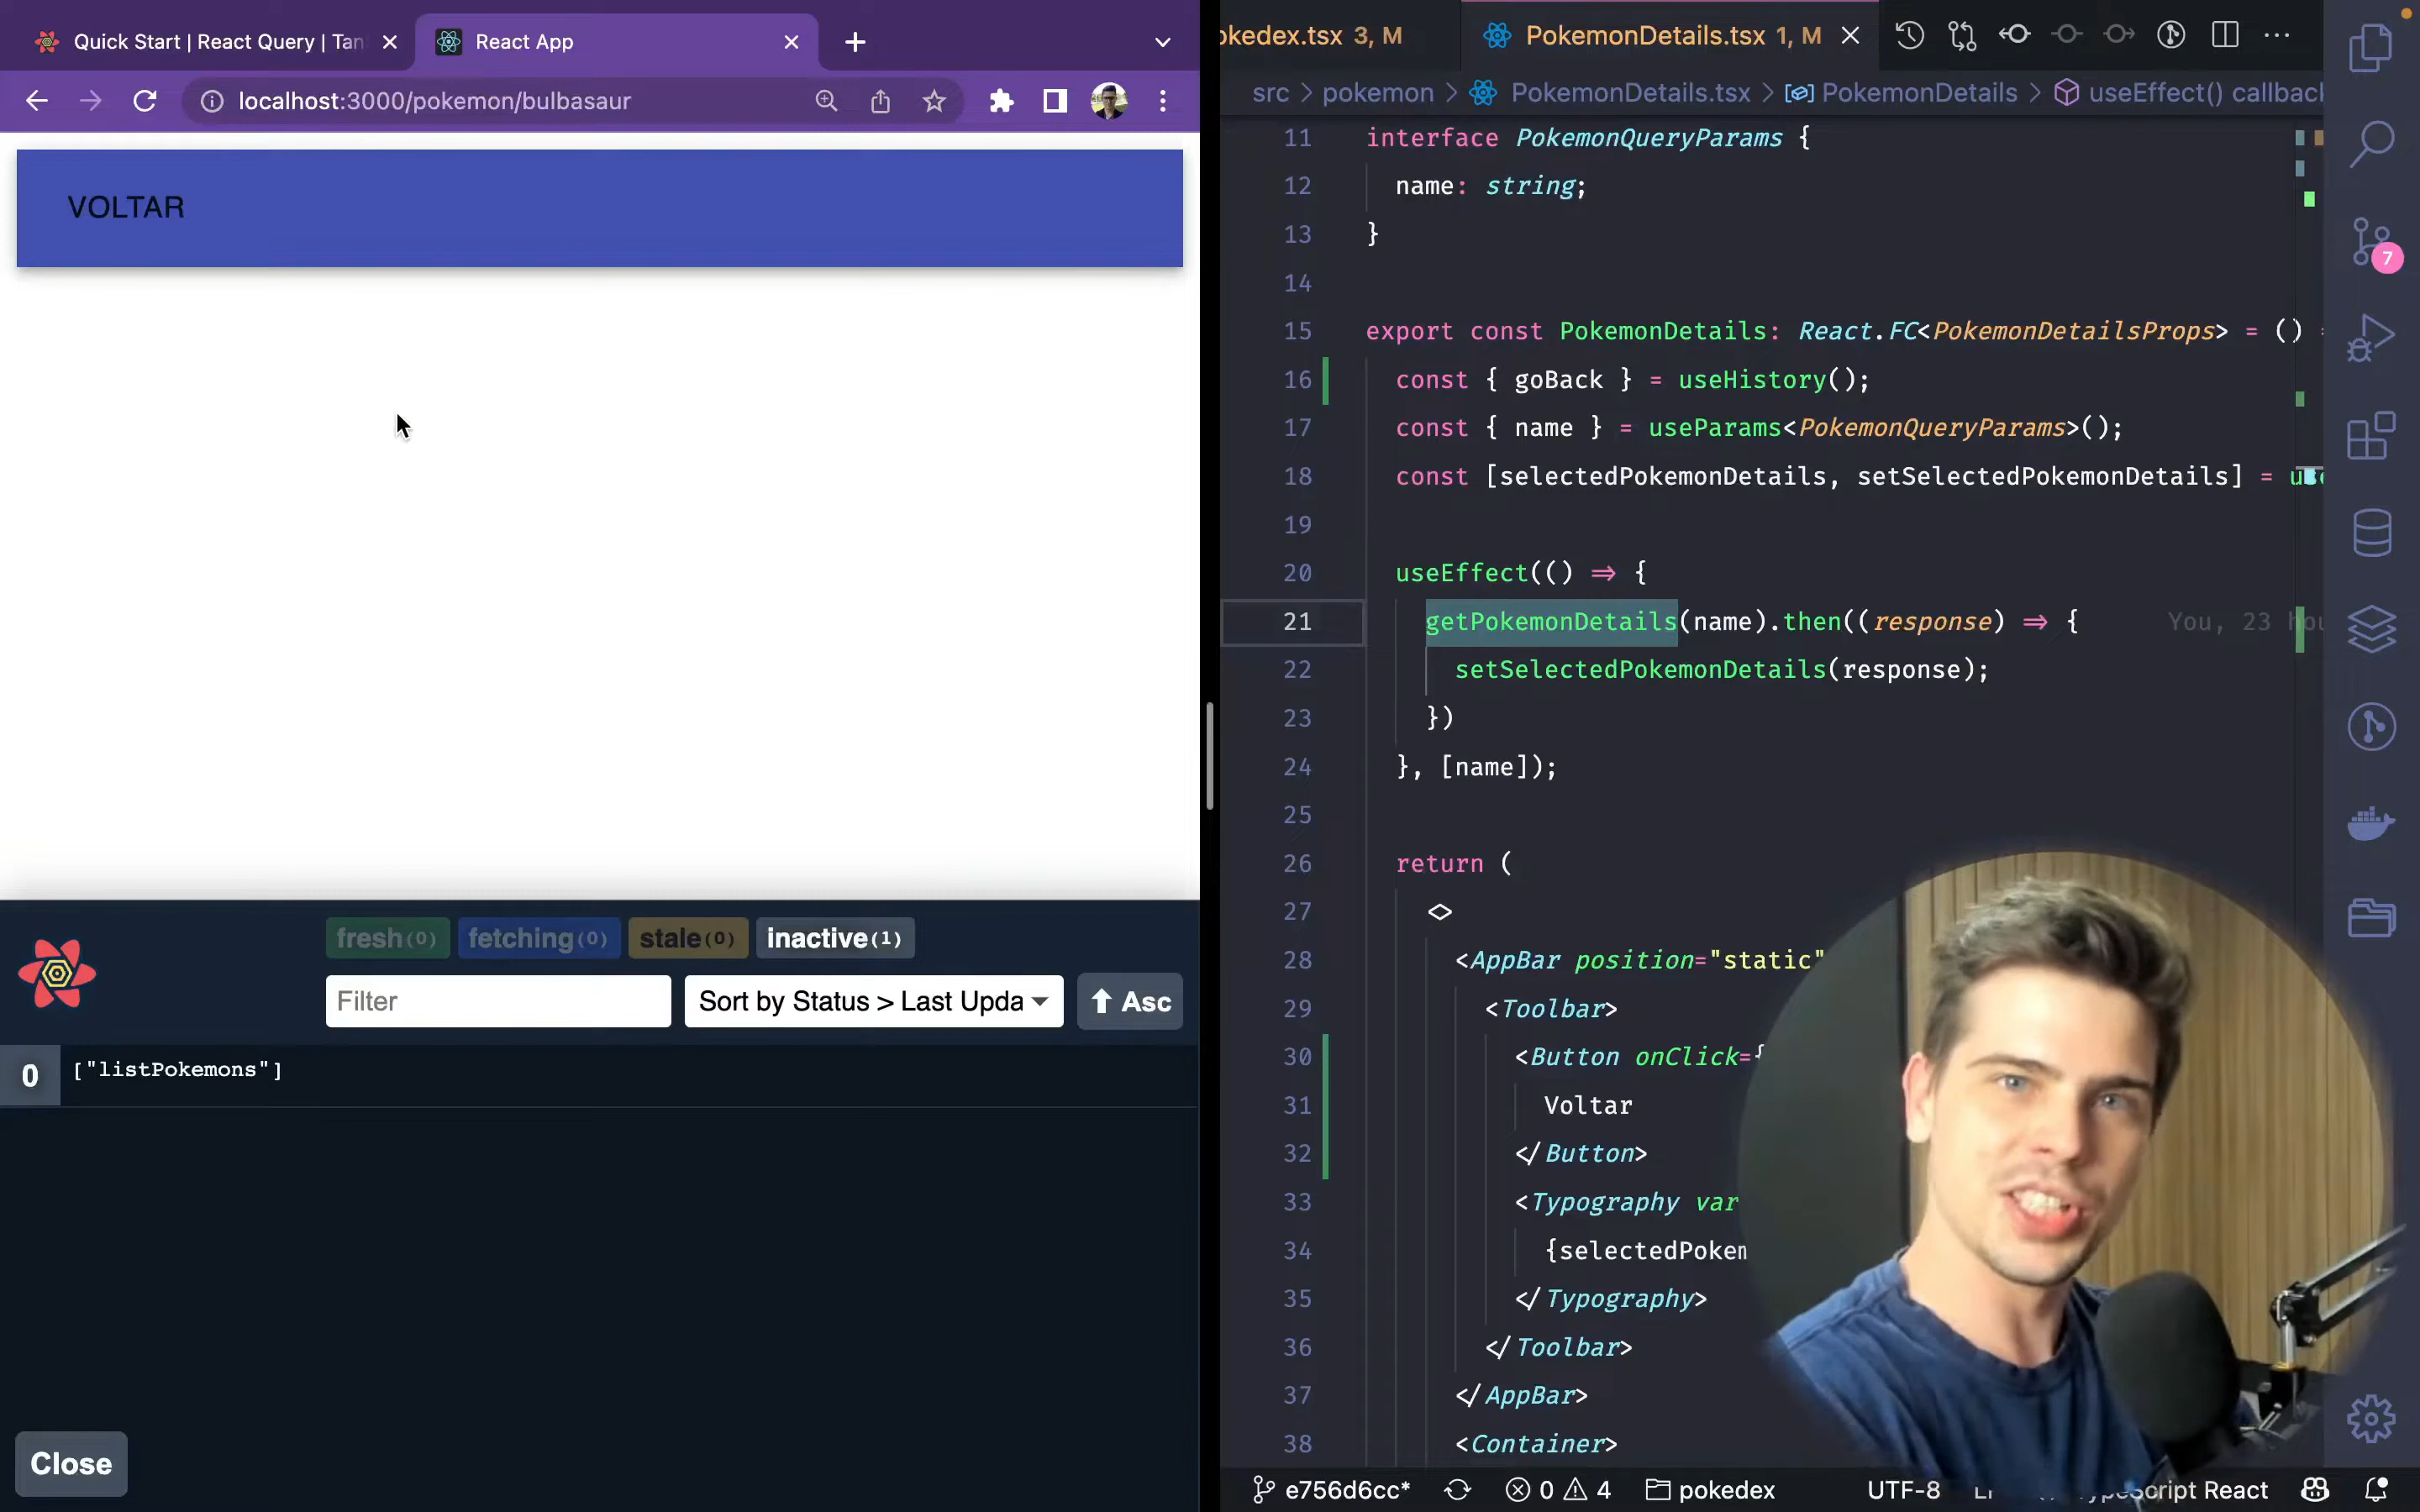 Quick Start | React Query | Tan
React App
localhost:3000/pokemon/bulbasaur
VOLTAR
fresh(0) fetching(0) stale(0) inactive(1)
Filter
Sort by Status > Last Upda
Asc
0 ["listPokemons"]
Close
okedex.tsx 3, M
PokemonDetails.tsx 1, M
src > pokemon > PokemonDetails.tsx > PokemonDetails > useEffect() callback
11 interface PokemonQueryParams {
12 name: string;
13 }
14
15 export const PokemonDetails: React.FC<PokemonDetailsProps> = ()
16 const { goBack } = useHistory();
17 const { name } = useParams<PokemonQueryParams>();
18 const [selectedPokemonDetails, setSelectedPokemonDetails] =
19
20 useEffect(() => {
21 getPokemonDetails(name).then((response) => { You, 23 hou
22 setSelectedPokemonDetails(response);
23 })
24 }, [name]);
25
26 return (
27 <>
28 <AppBar position="static"
29 <Toolbar>
30 <Button onClick={
31 Voltar
32 </Button>
33 <Typography var
34 {selectedPokem
35 </Typography>
36 </Toolbar>
37 </AppBar>
38 <Container>
7
e756d6cc* 0 4 pokedex UTF-8 Script React